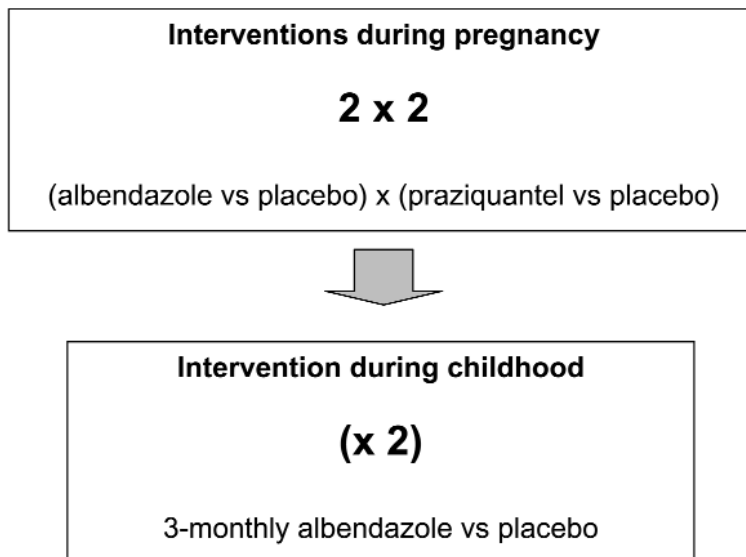 Interventions during pregnancy
2 x 2
(albendazole vs placebo) x (praziquantel vs placebo)
Intervention during childhood
(x 2)
3-monthly albendazole vs placebo